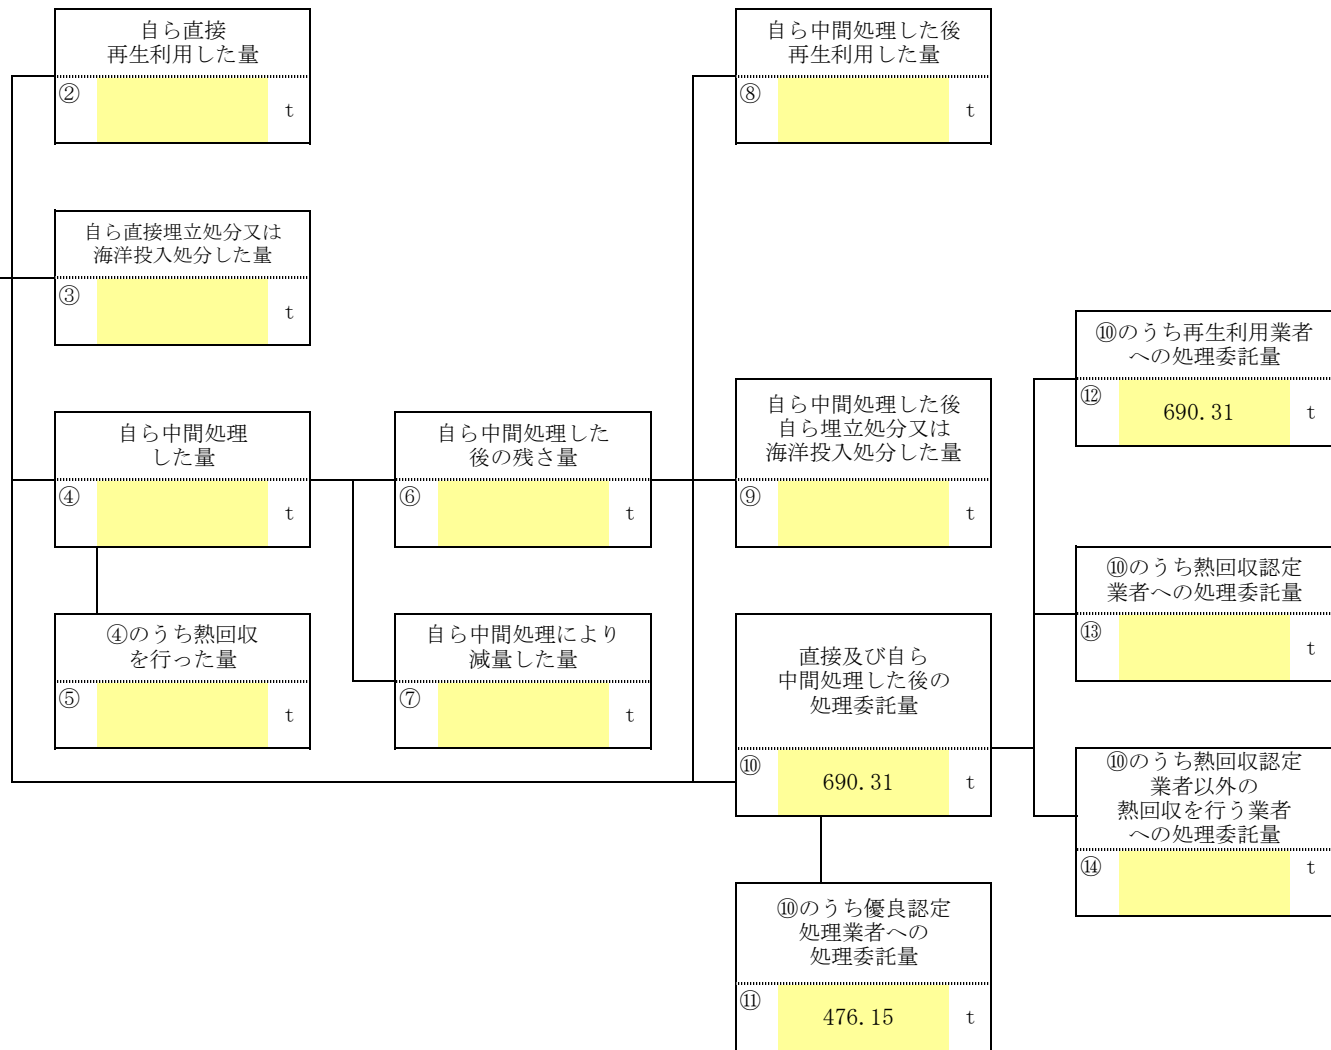 自ら直接
再生利用した量
②
t
自ら中間処理した後
再生利用した量
⑧
t
自ら直接埋立処分又は
海洋投入処分した量
③
t
⑩のうち再生利用業者
への処理委託量
⑫
690.31
t
自ら中間処理
した量
④
t
自ら中間処理した
後の残さ量
⑥
t
自ら中間処理した後
自ら埋立処分又は
海洋投入処分した量
⑨
t
⑩のうち熱回収認定
業者への処理委託量
⑬
t
④のうち熱回収
を行った量
⑤
t
自ら中間処理により
減量した量
⑦
t
直接及び自ら
中間処理した後の
処理委託量
⑩
690.31
t
⑩のうち熱回収認定
業者以外の
熱回収を行う業者
への処理委託量
⑭
t
⑩のうち優良認定
処理業者への
処理委託量
⑪
476.15
t